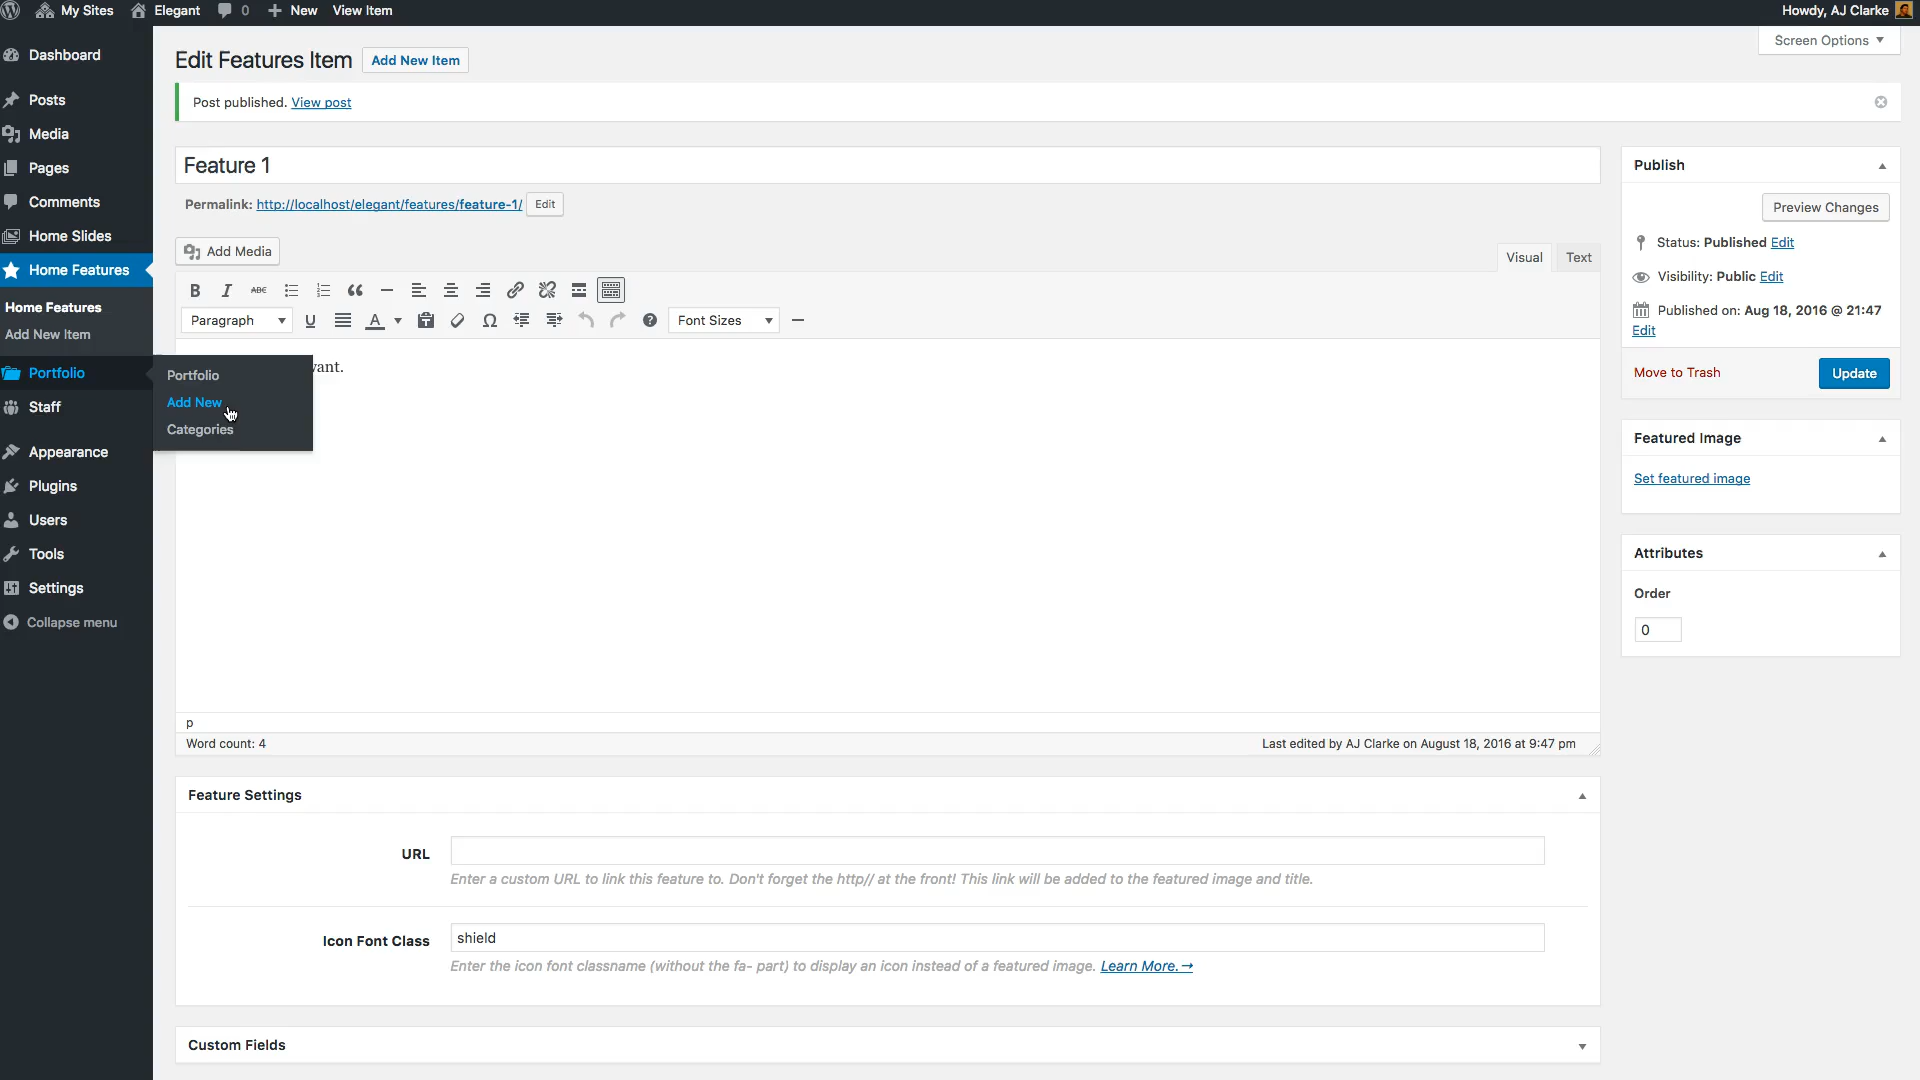 My Sites Elegant 0 New View Item Howdy, AJ Clarke
Screen Options
Dashboard
Posts
Media
Pages
Comments
Home Slides
Home Features
Home Features
Add New Item
Portfolio
Staff
Appearance
Plugins
Users
Tools
Settings
Collapse menu
Portfolio
Add New
Categories
Edit Features Item Add New Item
Post published. View post
Feature 1
Permalink: http://localhost/elegant/features/feature-1/ Edit
Add Media
Visual Text
B I ABC
Paragraph U A Ω Font Sizes
want.
p
Word count: 4 Last edited by AJ Clarke on August 18, 2016 at 9:47 pm
Feature Settings
URL
Enter a custom URL to link this feature to. Don't forget the http// at the front! This link will be added to the featured image and title.
Icon Font Class shield
Enter the icon font classname (without the fa- part) to display an icon instead of a featured image. Learn More. →
Custom Fields
Publish
Preview Changes
Status: Published Edit
Visibility: Public Edit
Published on: Aug 18, 2016 @ 21:47
Edit
Move to Trash Update
Featured Image
Set featured image
Attributes
Order
0